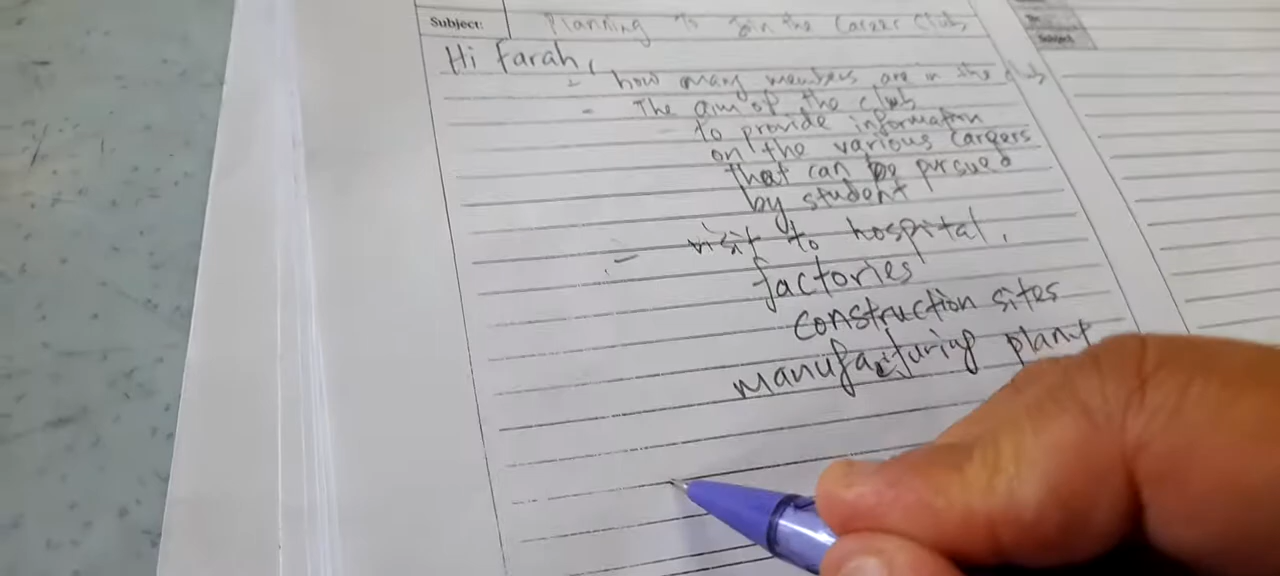 Subject: Planning to Join the Career Club
Hi Farah,
- how many members are in the club
- The aim of the club
to provide information
on the various careers
that can be pursued
by student
- visit to hospital,
factories
construction sites
manufacturing plant
To:
Subject: